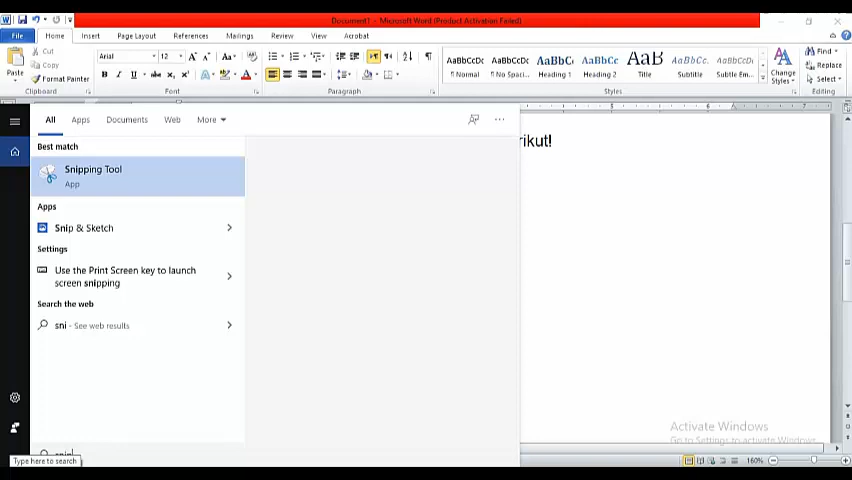 Document1 - Microsoft Word (Product Activation Failed)
File Home Insert Page Layout References Mailings Review View Acrobat
Cut
Copy
Format Painter
Paste
Clipboard
Arial 12
Font
Paragraph
AaBbCcDc AaBbCcDc AaBbCc AaBbCc AaB AaBbCc. AaBbCcDc
¶ Normal ¶ No Spaci... Heading 1 Heading 2 Title Subtitle Subtle Em...
Styles
Change
Styles
Find
Replace
Select
Editing
All Apps Documents Web More
Best match
Snipping Tool
App
Apps
Snip & Sketch
Settings
Use the Print Screen key to launch
screen snipping
Search the web
sni - See web results
Type here to search
rikut!
Activate Windows
Go to Settings to activate Windows.
160%